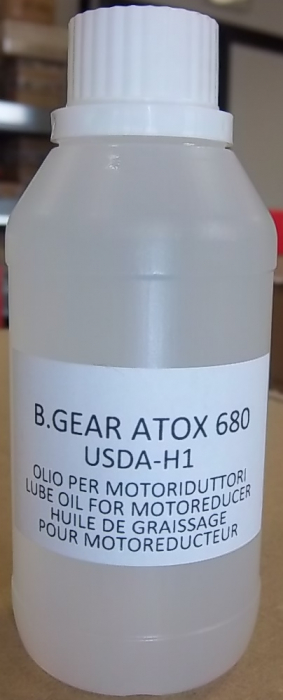 B.GEAR ATOX 680
USDA-H1
OLIO PER MOTORIDUTTORI
LUBE OIL FOR MOTOREDUCER
HUILE DE GRAISSAGE
POUR MOTOREDUCTEUR